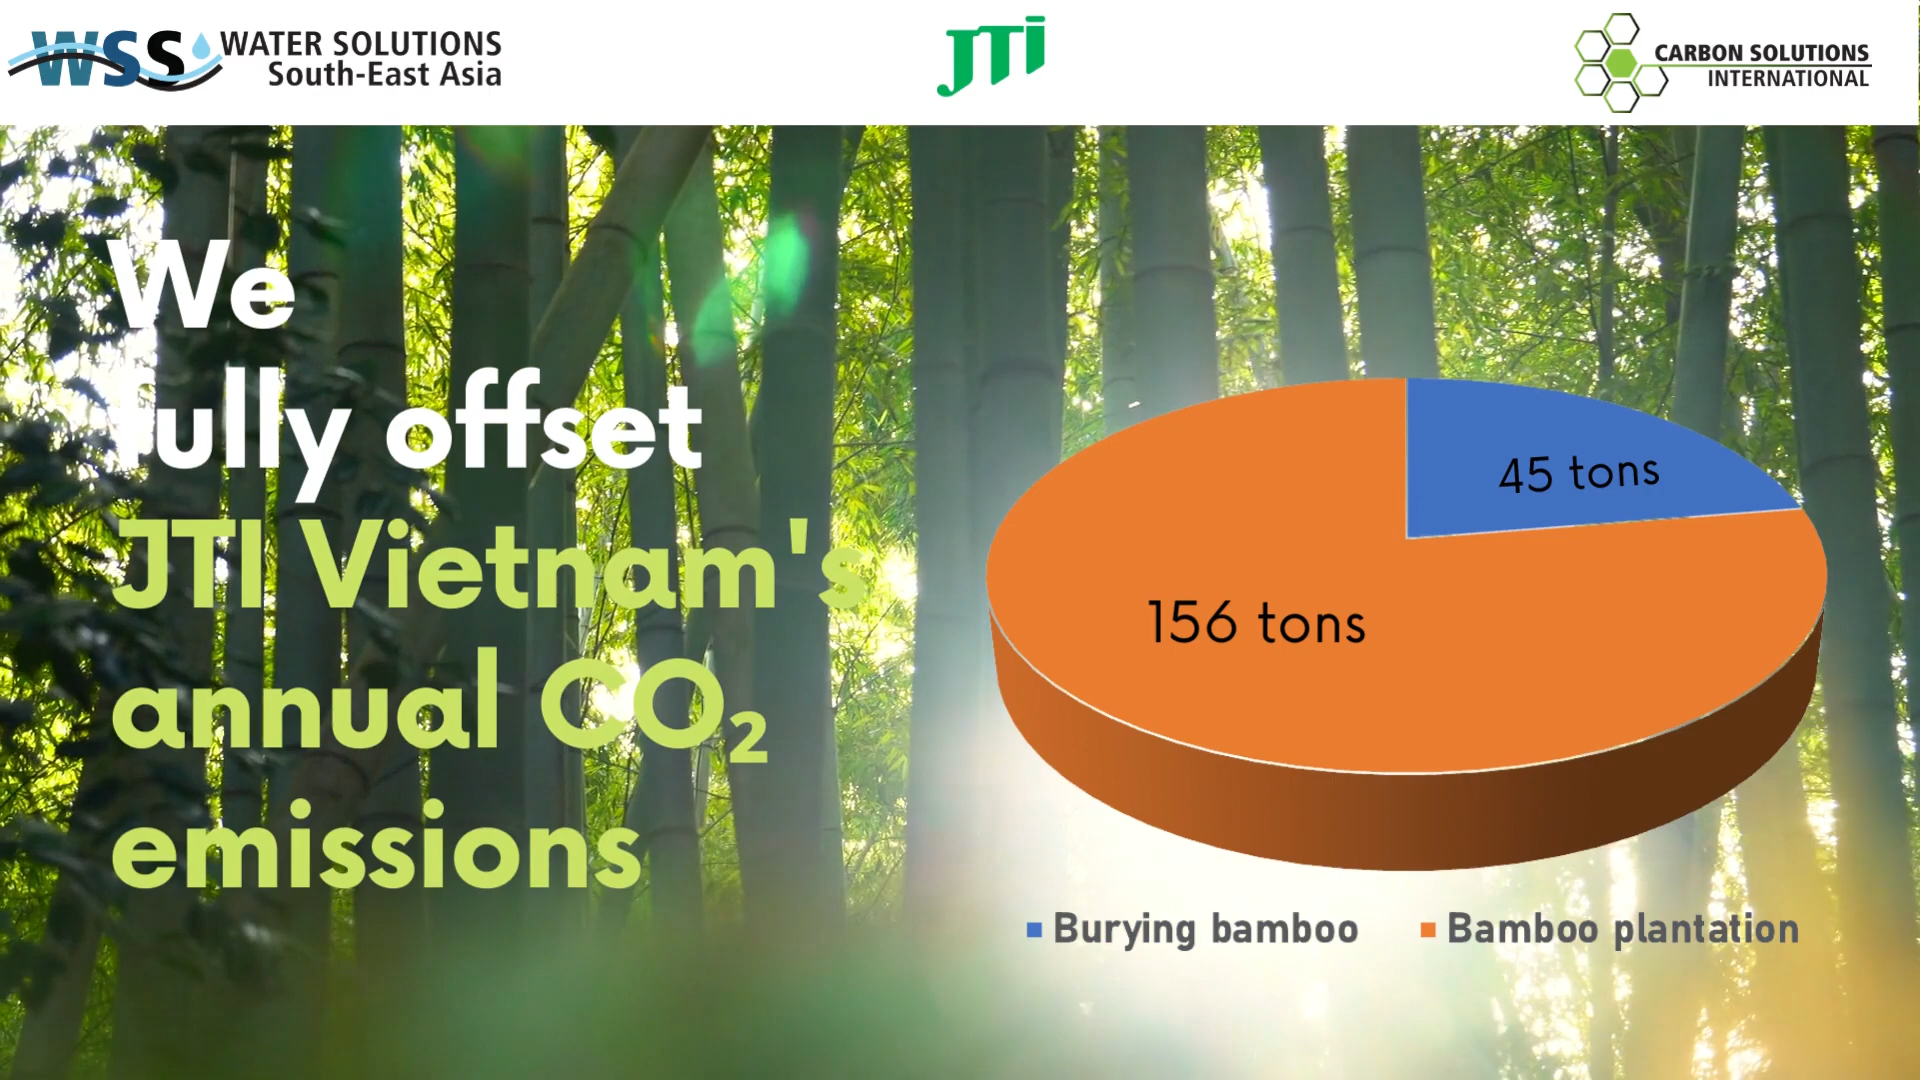 WSS WATER SOLUTIONS
South-East Asia
JTi
CARBON SOLUTIONS
INTERNATIONAL
We
fully offset
JTI Vietnam's
annual CO₂
emissions
45 tons
156 tons
Burying bamboo
Bamboo plantation